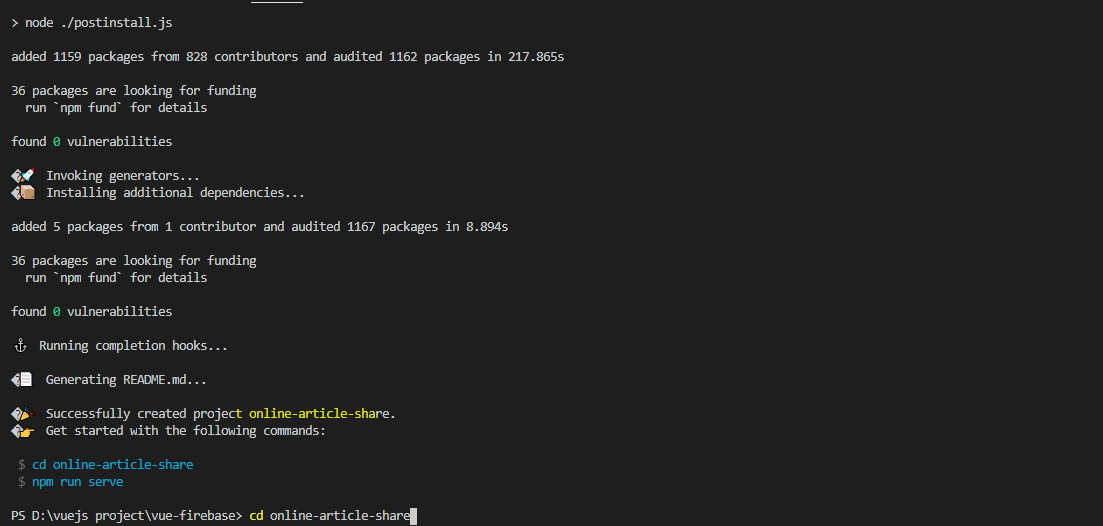 > node ./postinstall.js
added 1159 packages from 828 contributors and audited 1162 packages in 217.865s
36 packages are looking for funding
  run `npm fund` for details
found 0 vulnerabilities
🚀  Invoking generators...
📦  Installing additional dependencies...
added 5 packages from 1 contributor and audited 1167 packages in 8.894s
36 packages are looking for funding
  run `npm fund` for details
found 0 vulnerabilities
⚓  Running completion hooks...
📄  Generating README.md...
🎉  Successfully created project online-article-share.
👉  Get started with the following commands:
$ cd online-article-share
$ npm run serve
PS D:\vuejs project\vue-firebase> cd online-article-share